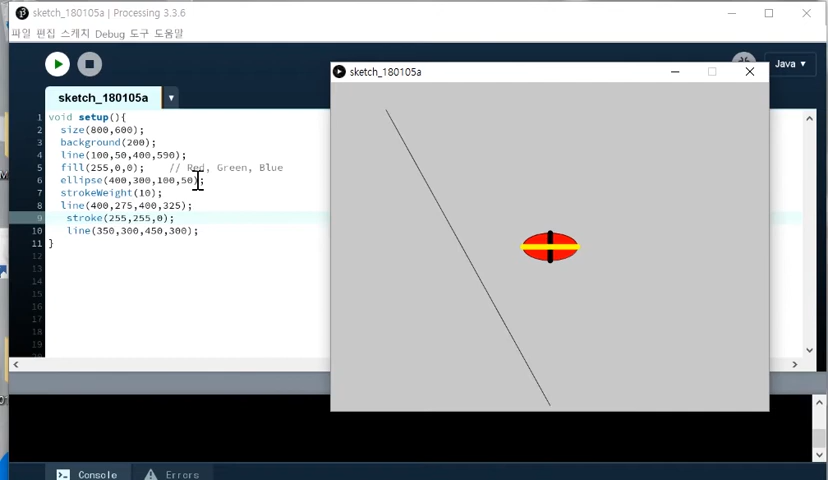 sketch_180105a | Processing 3.3.6
파일 편집 스케치 Debug 도구 도움말
Java ▾
sketch_180105a
sketch_180105a
1 void setup(){
2 size(800,600);
3 background(200);
4 line(100,50,400,590);
5 fill(255,0,0); // Red, Green, Blue
6 ellipse(400,300,100,50);
7 strokeWeight(10);
8 line(400,275,400,325);
9 stroke(255,255,0);
10 line(350,300,450,300);
11 }
12
13
14
15
16
17
18
19
Console
Errors